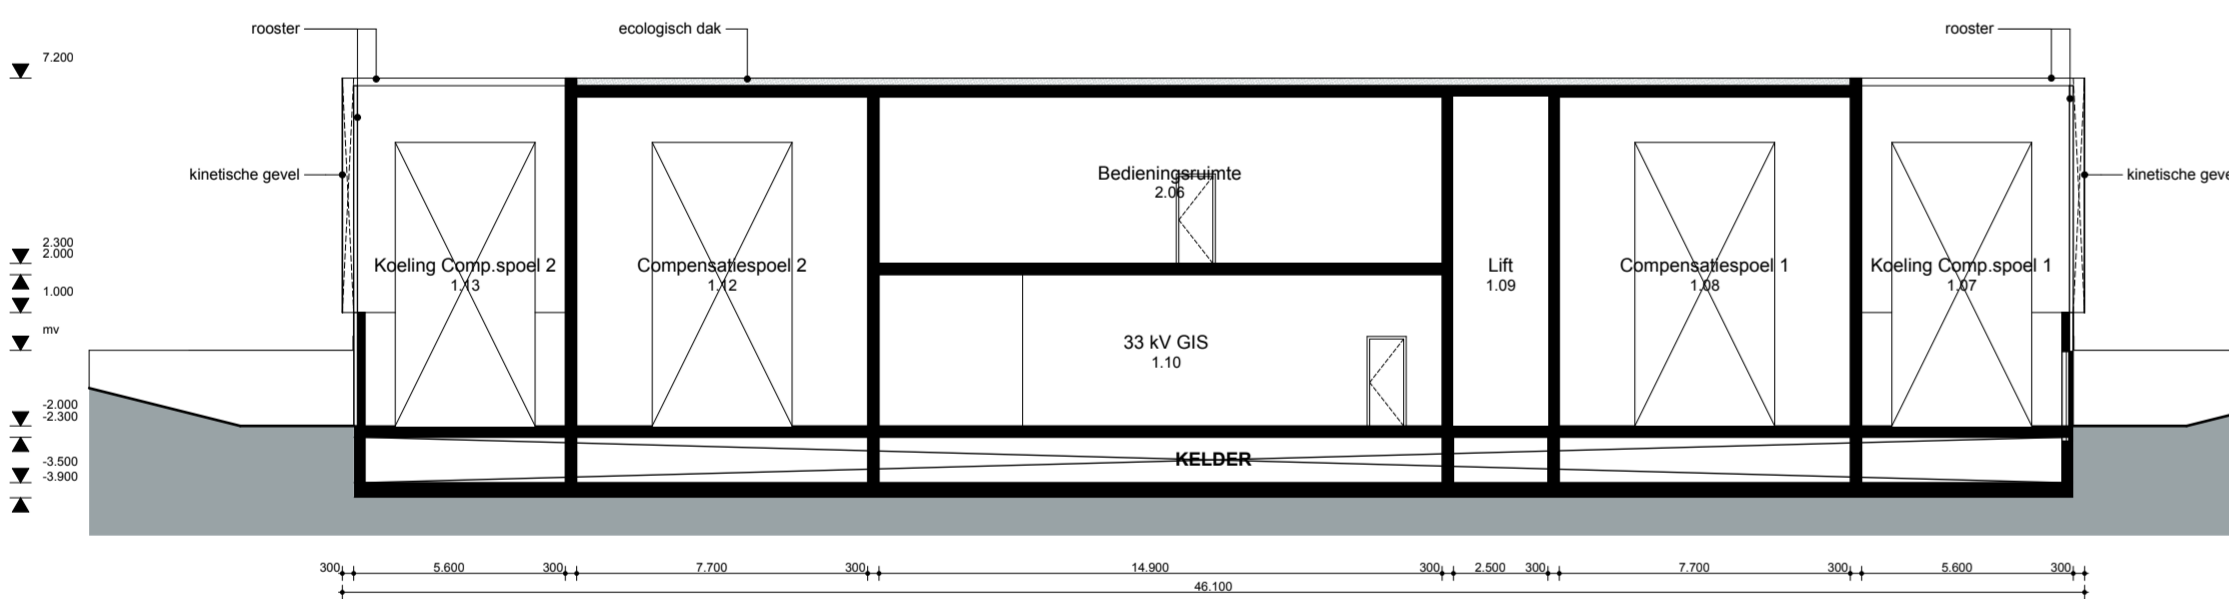 rooster
ecologisch dak
rooster
7.200
kinetische gevel
Bedieningsruimte
2.06
kinetische geve
2.300
2.000
Koeling Comp.spoel 2
1.13
Compensatiespoel 2
1.12
Lift
1.09
Compensatiespoel 1
1.08
Koeling Comp.spoel 1
1.07
1.000
mv
33 kV GIS
1.10
-2.000
-2.300
KELDER
-3.500
-3.900
300 5.600 300 7.700 300 14.900 300 2.500 300 7.700 300 5.600 300
46.100